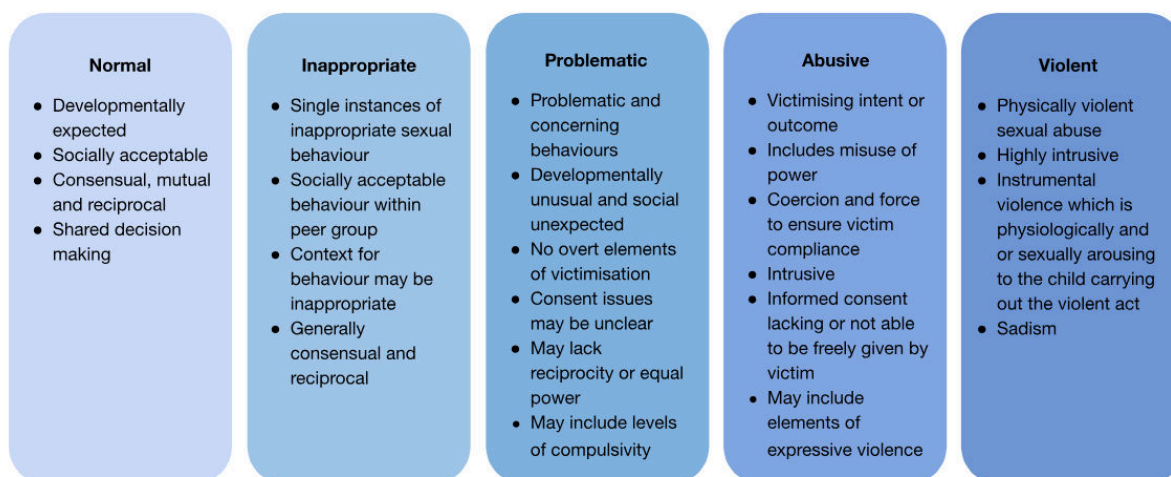 Normal
● Developmentally
expected
● Socially acceptable
● Consensual, mutual
and reciprocal
● Shared decision
making
Inappropriate
● Single instances of
inappropriate sexual
behaviour
● Socially acceptable
behaviour within
peer group
● Context for
behaviour may be
inappropriate
● Generally
consensual and
reciprocal
Problematic
● Problematic and
concerning
behaviours
● Developmentally
unusual and social
unexpected
● No overt elements
of victimisation
● Consent issues
may be unclear
● May lack
reciprocity or equal
power
● May include levels
of compulsivity
Abusive
● Victimising intent or
outcome
● Includes misuse of
power
● Coercion and force
to ensure victim
compliance
● Intrusive
● Informed consent
lacking or not able
to be freely given by
victim
● May include
elements of
expressive violence
Violent
● Physically violent
sexual abuse
● Highly intrusive
● Instrumental
violence which is
physiologically and
or sexually arousing
to the child carrying
out the violent act
● Sadism